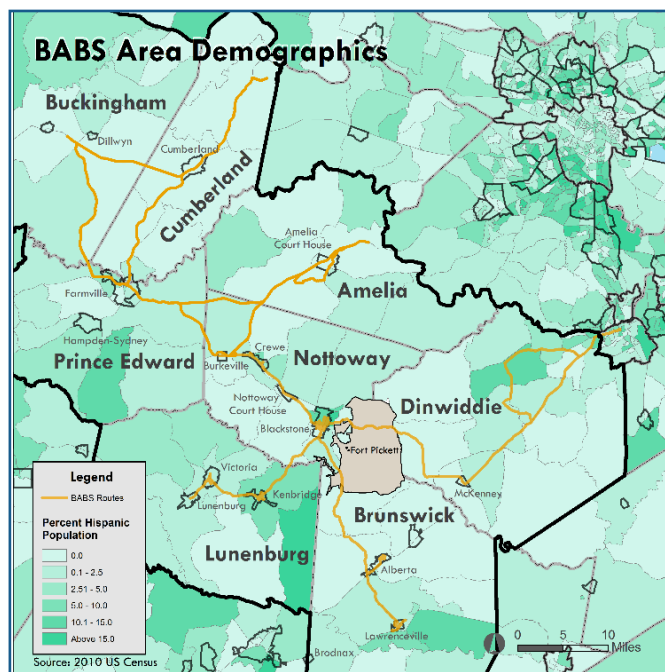 BABS Area Demographics
Buckingham
Dillwyn
Cumberland
Cumberland
Amelia
Court House
Amelia
Farmville
Hampden-Sydney
Prince Edward
Crewe
Burkeville
Nottoway
Nottoway
Court House
Blackstone
Dinwiddie
Fort Pickett
McKenney
Victoria
Lunenburg
Kenbridge
Lunenburg
Brunswick
Alberta
Lawrenceville
Brodnax
Legend
BABS Routes
Percent Hispanic
Population
0.0
0.1 - 2.5
2.51 - 5.0
5.0 - 10.0
10.1 - 15.0
Above 15.0
Source: 2010 US Census
0 5 10
Miles